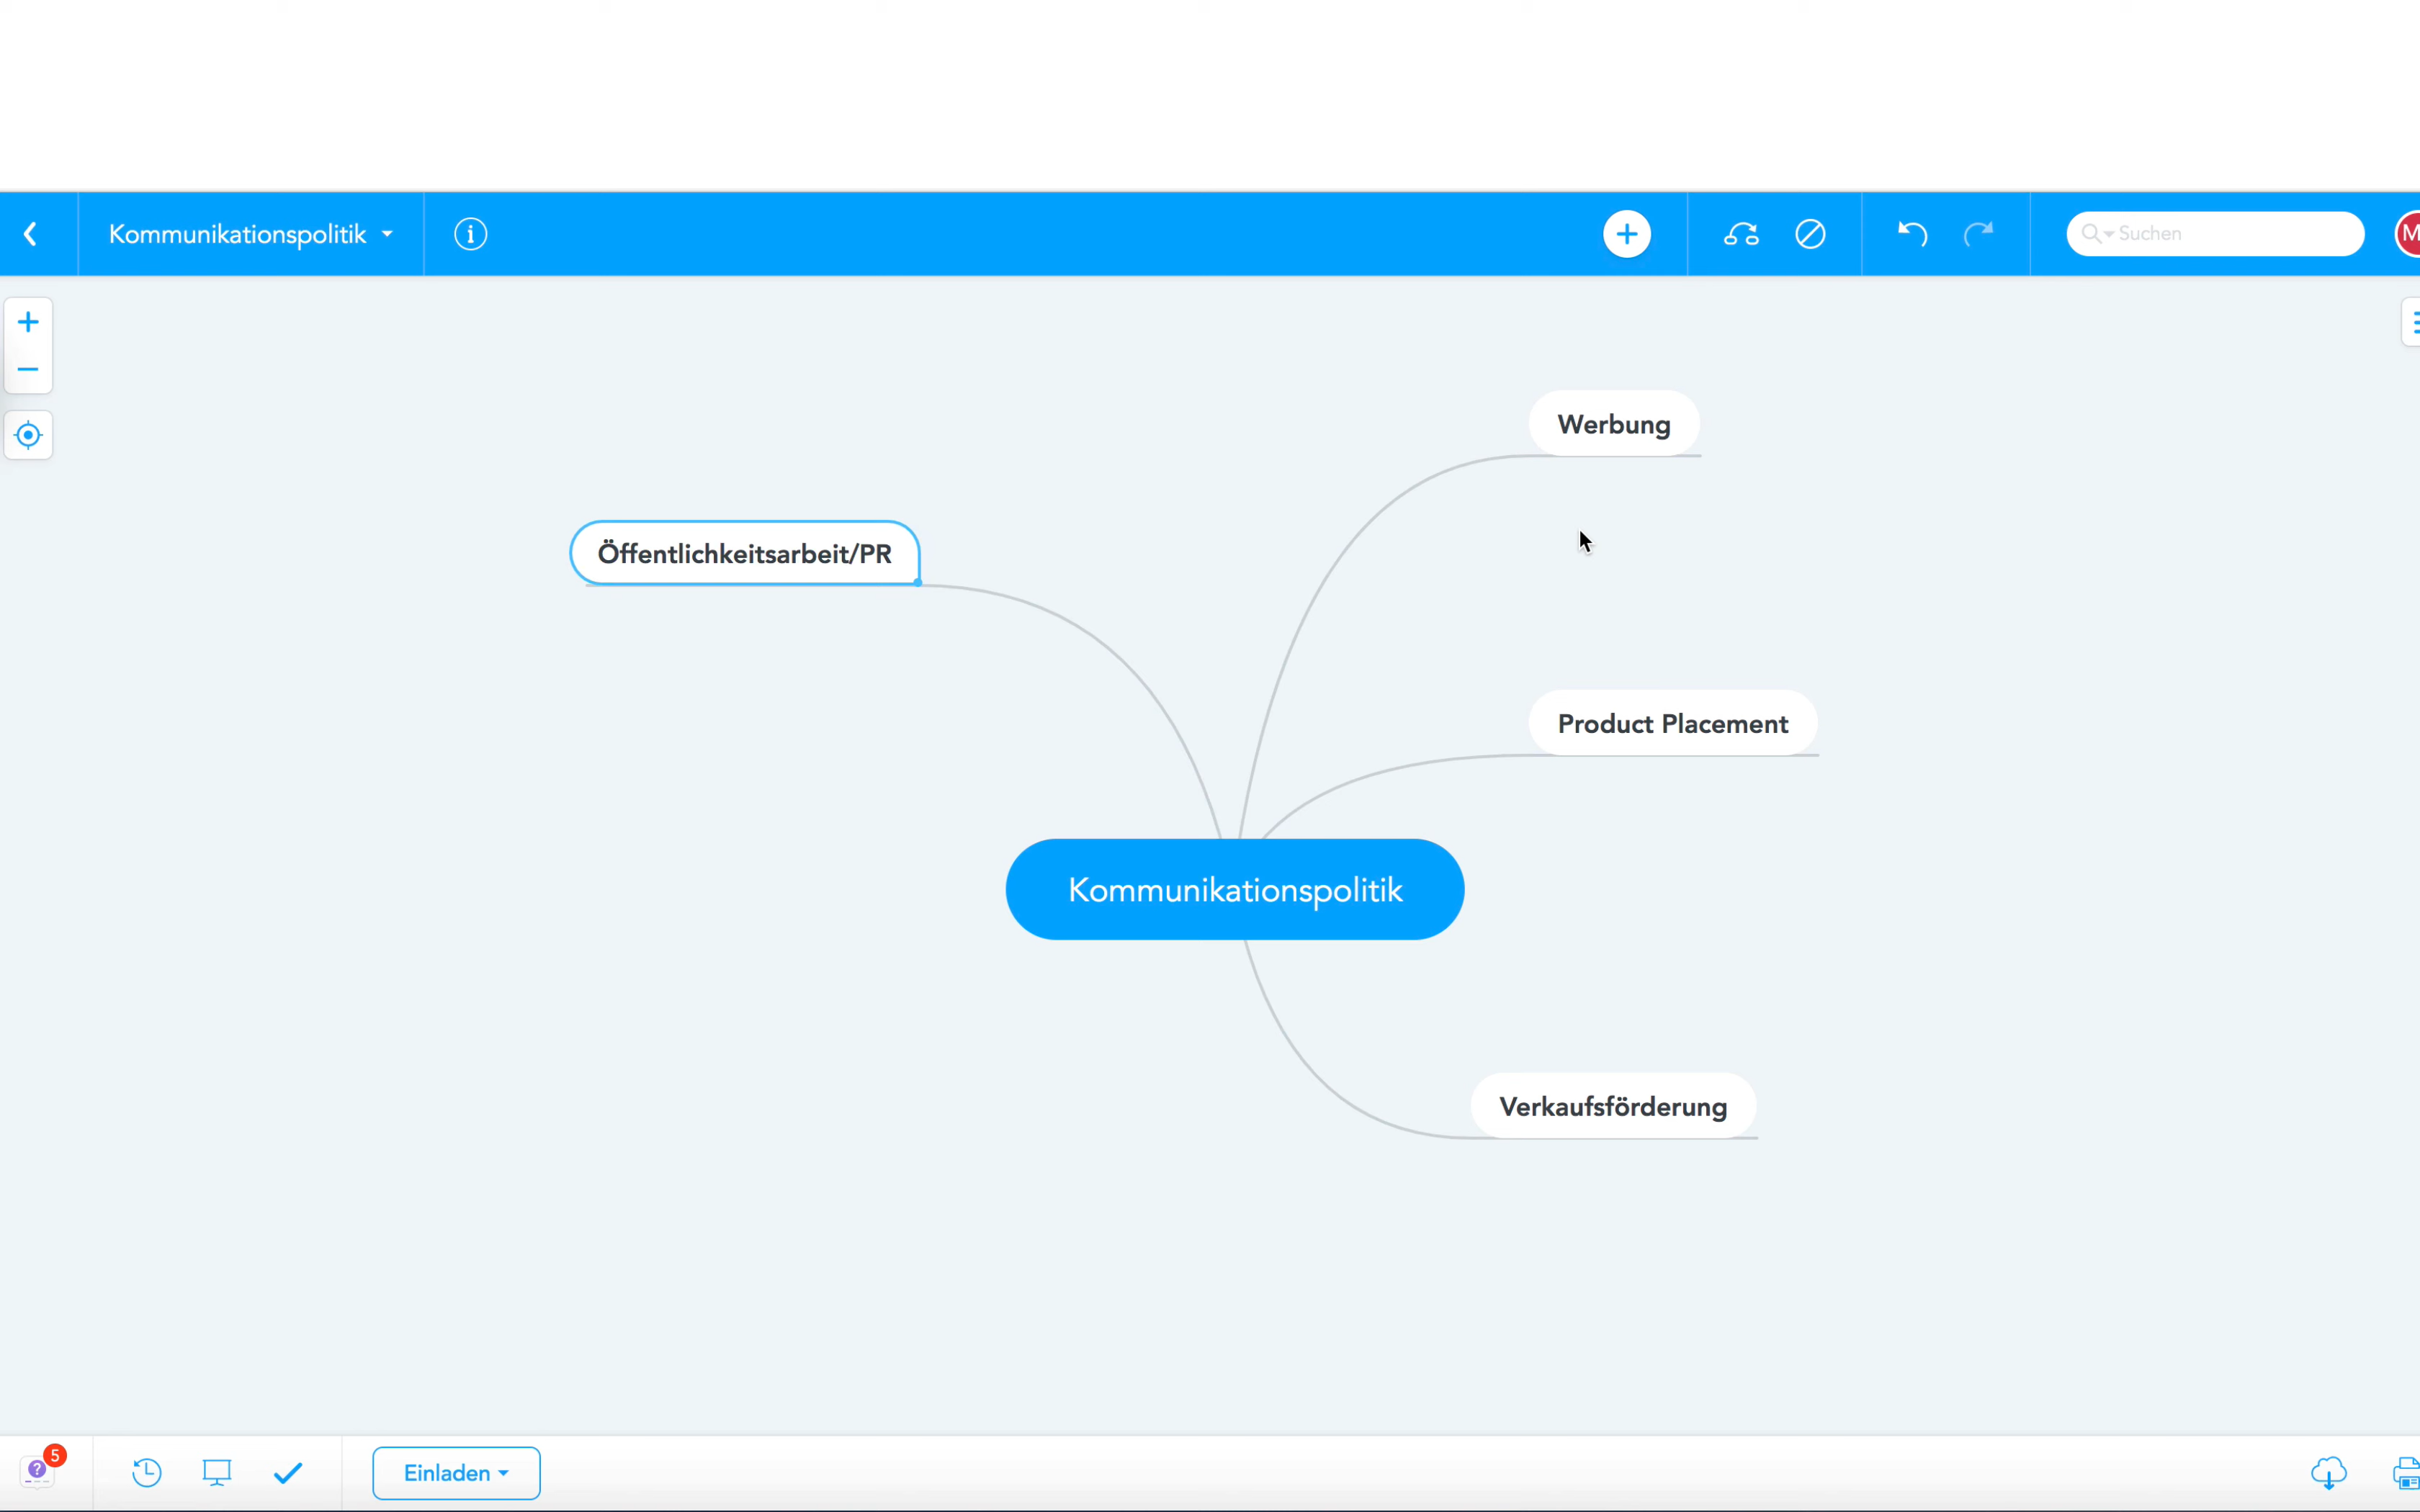 Kommunikationspolitik
Suchen
M
Werbung
Öffentlichkeitsarbeit/PR
Product Placement
Kommunikationspolitik
Verkaufsförderung
5
Einladen